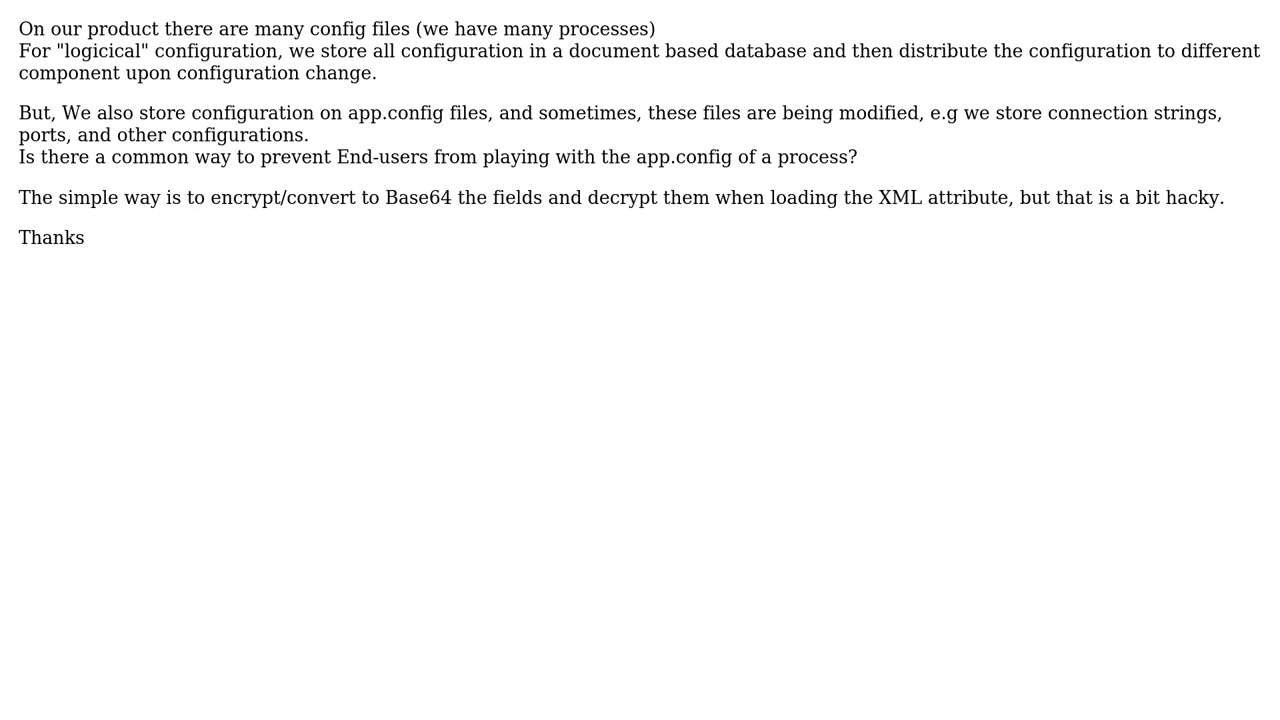 On our product there are many config files (we have many processes)
For "logicical" configuration, we store all configuration in a document based database and then distribute the configuration to different
component upon configuration change.
But, We also store configuration on app.config files, and sometimes, these files are being modified, e.g we store connection strings,
ports, and other configurations.
Is there a common way to prevent End-users from playing with the app.config of a process?
The simple way is to encrypt/convert to Base64 the fields and decrypt them when loading the XML attribute, but that is a bit hacky.
Thanks